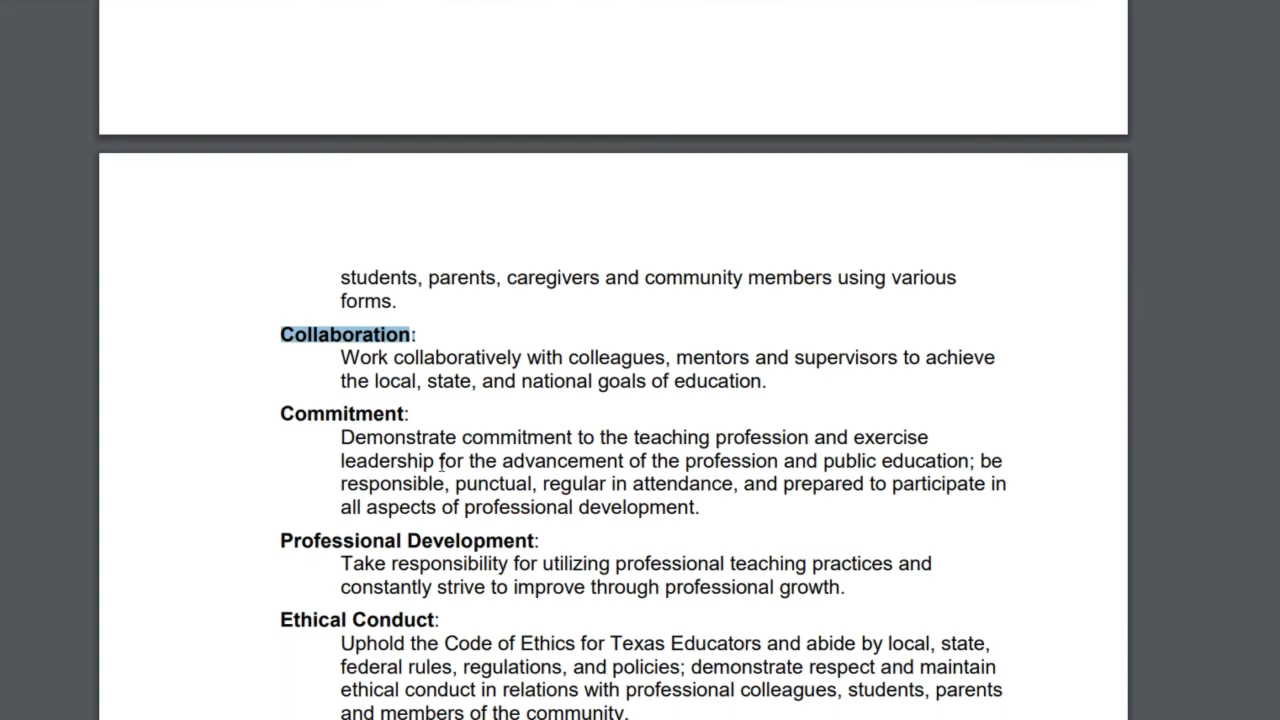 students, parents, caregivers and community members using various
forms.
Collaboration:
Work collaboratively with colleagues, mentors and supervisors to achieve
the local, state, and national goals of education.
Commitment:
Demonstrate commitment to the teaching profession and exercise
leadership for the advancement of the profession and public education; be
responsible, punctual, regular in attendance, and prepared to participate in
all aspects of professional development.
Professional Development:
Take responsibility for utilizing professional teaching practices and
constantly strive to improve through professional growth.
Ethical Conduct:
Uphold the Code of Ethics for Texas Educators and abide by local, state,
federal rules, regulations, and policies; demonstrate respect and maintain
ethical conduct in relations with professional colleagues, students, parents
and members of the community.